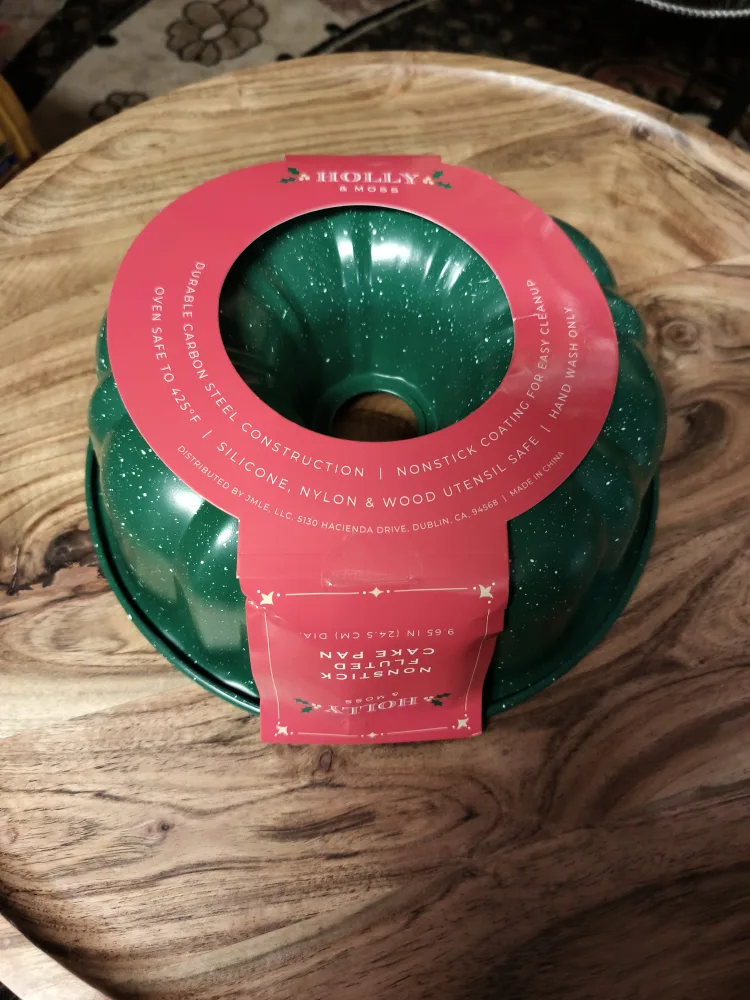 HOLLY
& MOSS
DURABLE CARBON STEEL CONSTRUCTION | NONSTICK COATING FOR EASY CLEANUP
OVEN SAFE TO 425°F | SILICONE, NYLON & WOOD UTENSIL SAFE | HAND WASH ONLY
DISTRIBUTED BY JMLE, LLC. 5130 HACIENDA DRIVE, DUBLIN, CA, 94568 | MADE IN CHINA
HOLLY
& MOSS
NONSTICK
FLUTED
CAKE PAN
9.65 IN (24.5 CM) DIA.